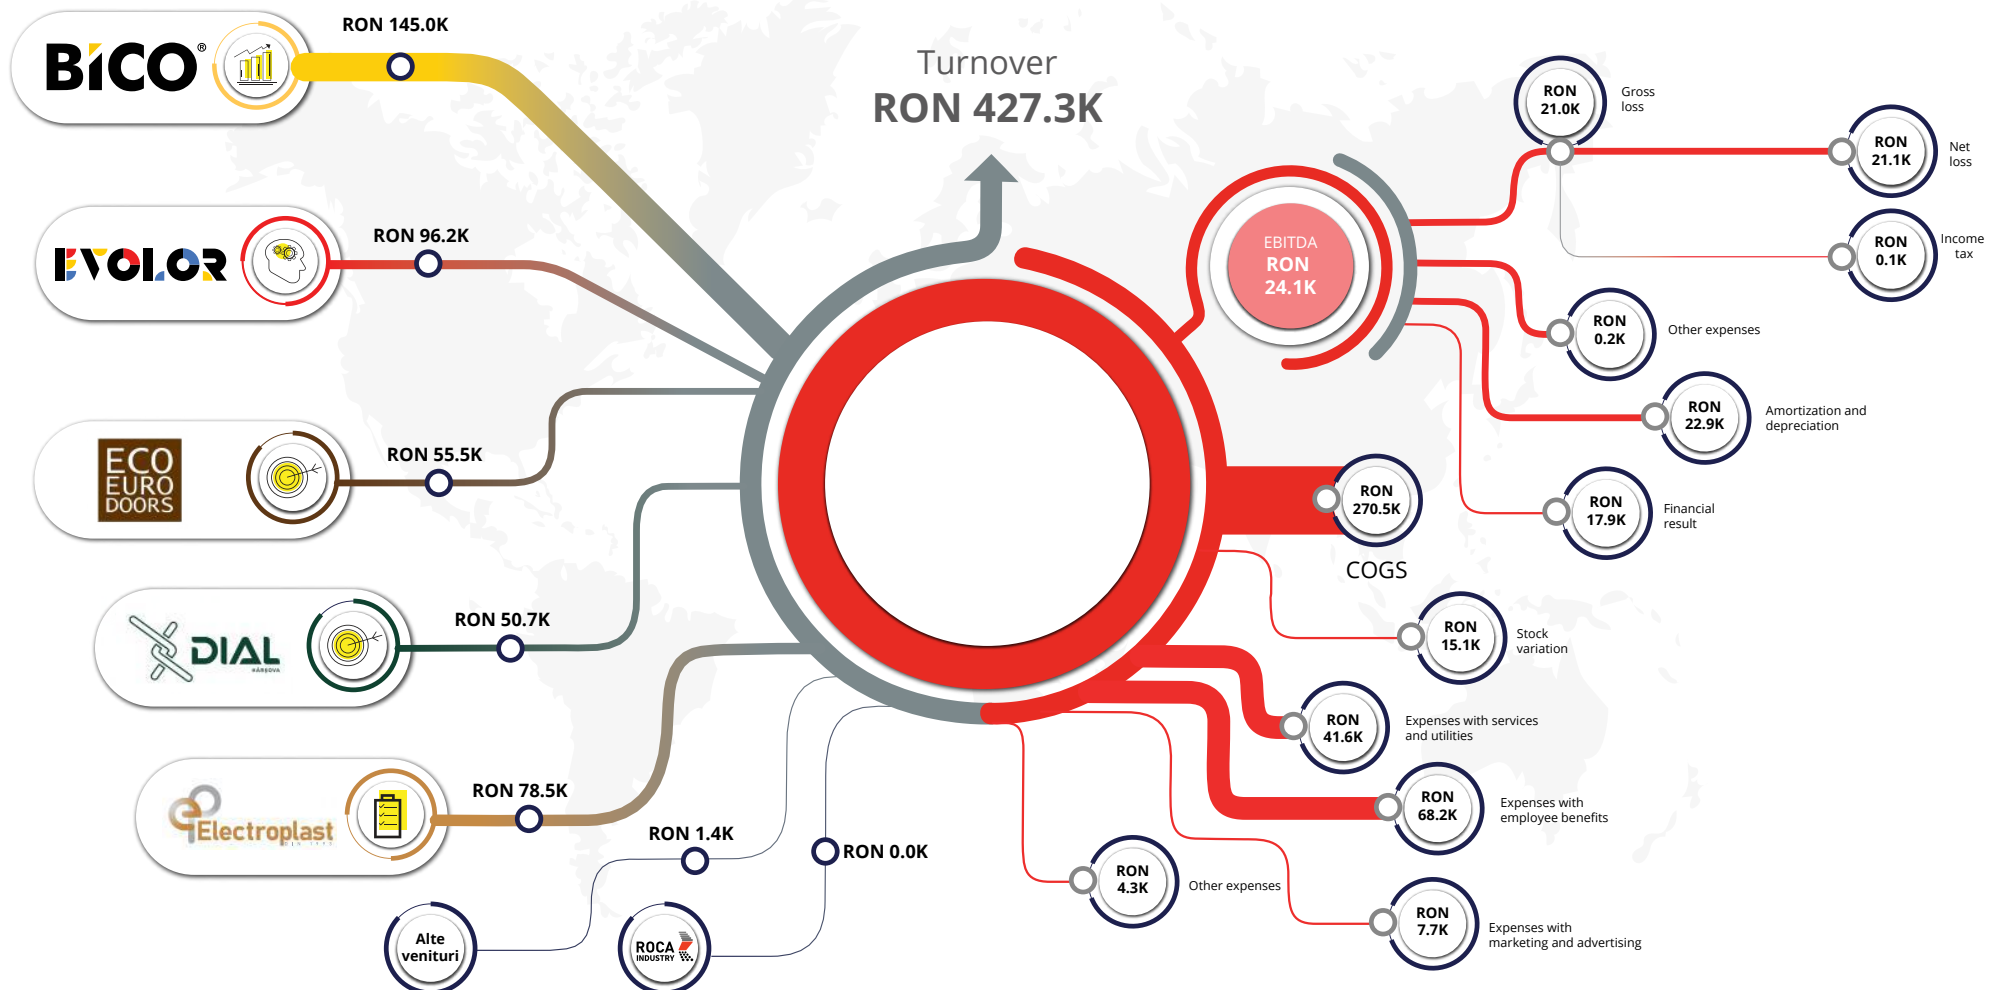 BiCO®
RON 145.0K
EVOLOR
RON 96.2K
ECO
EURO
DOORS
RON 55.5K
DIAL
HÂRȘOVA
RON 50.7K
Electroplast
RON 78.5K
RON 1.4K
Alte
venituri
RON 0.0K
ROCA
INDUSTRY
Turnover
RON 427.3K
EBITDA
RON
24.1K
RON
21.0K
Gross
loss
RON
21.1K
Net
loss
RON
0.1K
Income
tax
RON
0.2K
Other expenses
RON
22.9K
Amortization and
depreciation
RON
17.9K
Financial
result
RON
270.5K
COGS
RON
15.1K
Stock
variation
RON
41.6K
Expenses with services
and utilities
RON
68.2K
Expenses with
employee benefits
RON
4.3K
Other expenses
RON
7.7K
Expenses with
marketing and advertising